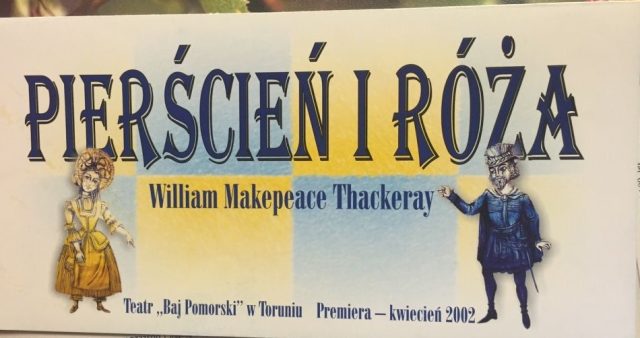 PIERŚCIEŃ I RÓŻA
William Makepeace Thackeray
Teatr „Baj Pomorski" w Toruniu Premiera – kwiecień 2002